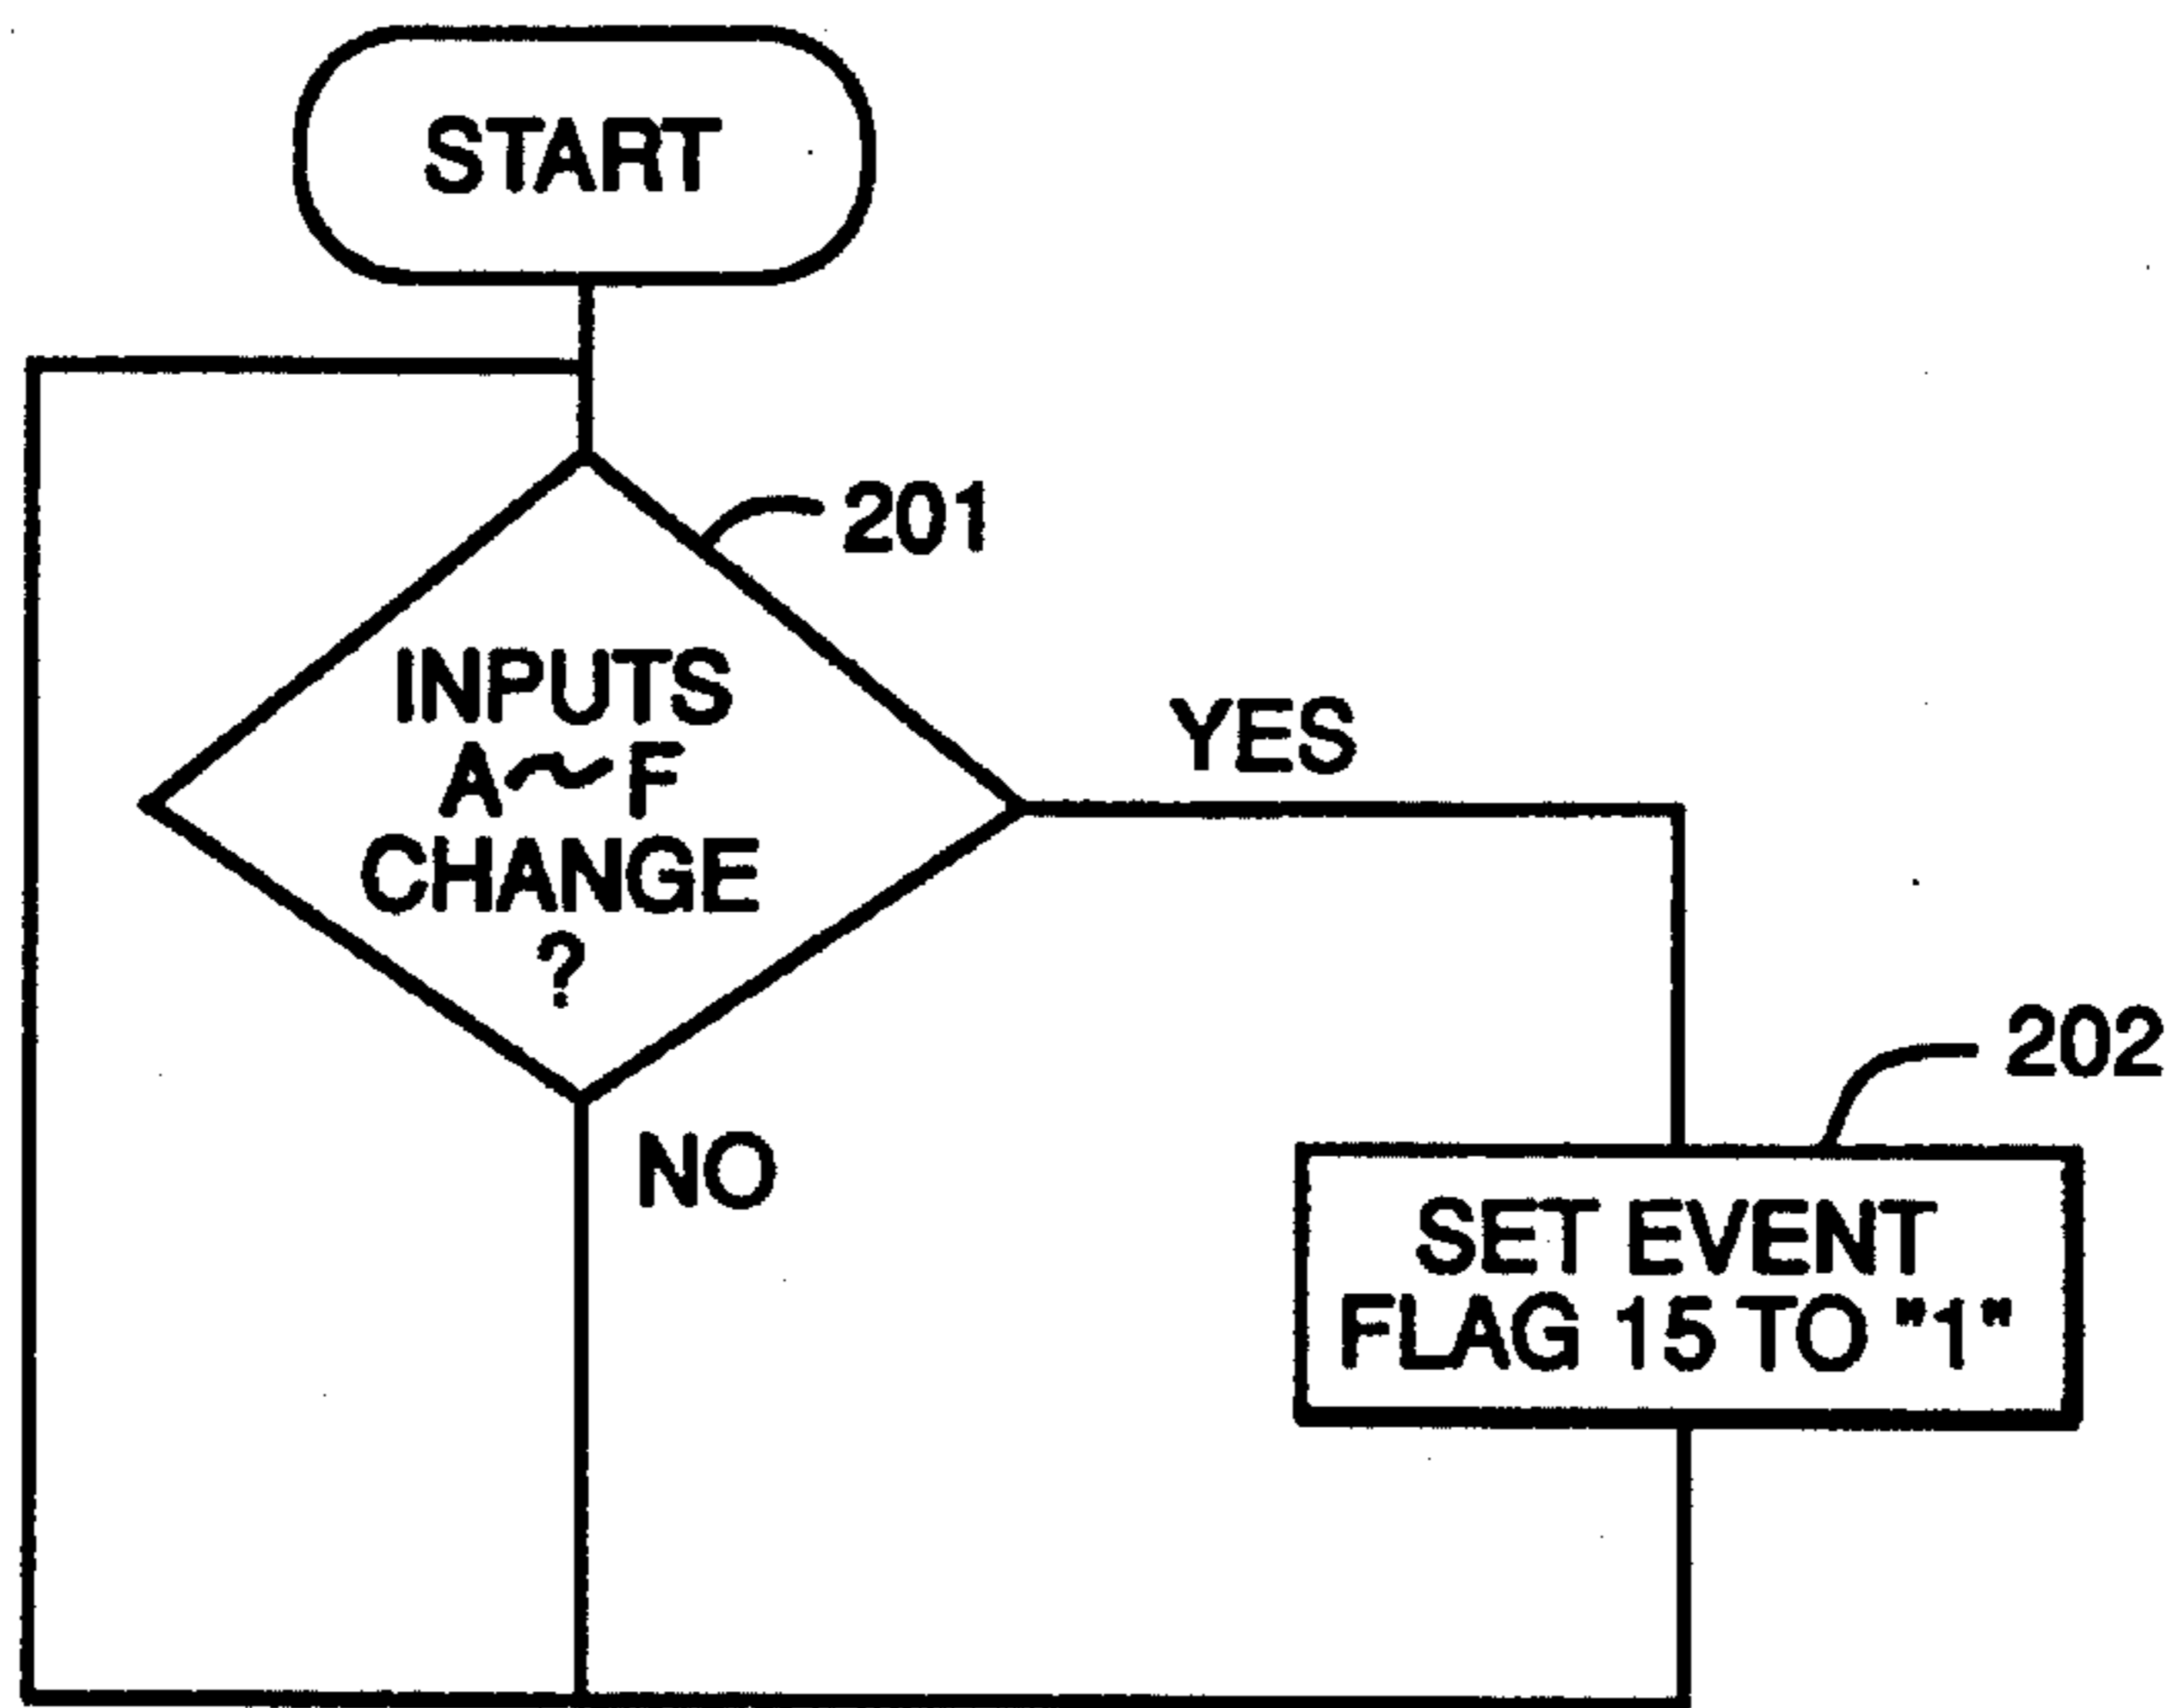 START
201
INPUTS
A~F
CHANGE
?
YES
NO
202
SET EVENT
FLAG 15 TO "1"